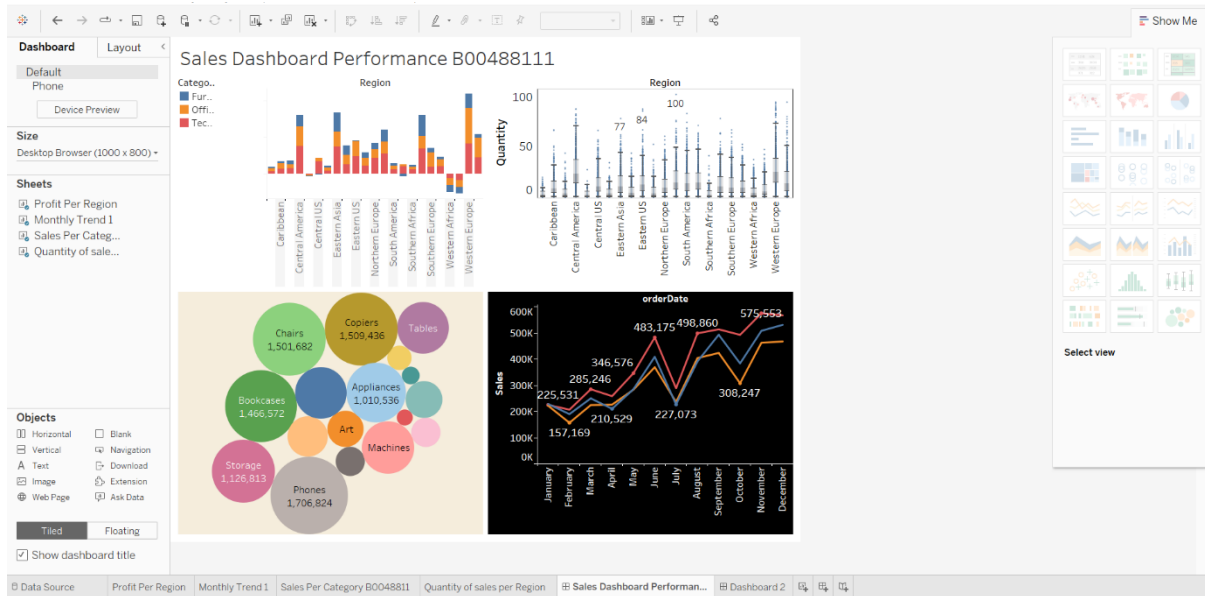 Show Me
Dashboard
Layout
Default
Phone
Device Preview
Size
Desktop Browser (1000 x 800)
Sheets
Profit Per Region
Monthly Trend 1
Sales Per Categ...
Quantity of sale...
Objects
Horizontal
Blank
Vertical
Navigation
Text
Download
Image
Extension
Web Page
Ask Data
Tiled
Floating
Show dashboard title
Sales Dashboard Performance B00488111
Catego..
Fur..
Offi..
Tec..
Region
Caribbean
Central America
Central US
Eastern Asia
Eastern US
Northern Europe
South America
Southern Africa
Southern Europe
Western Africa
Western Europe
Region
Quantity
100
50
0
77
84
100
Caribbean
Central America
Central US
Eastern Asia
Eastern US
Northern Europe
South America
Southern Africa
Southern Europe
Western Africa
Western Europe
Chairs
1,501,682
Copiers
1,509,436
Tables
Bookcases
1,466,572
Appliances
1,010,536
Art
Machines
Storage
1,126,813
Phones
1,706,824
orderDate
Sales
600K
500K
400K
300K
200K
100K
0K
225,531
157,169
285,246
210,529
346,576
483,175
227,073
498,860
308,247
575,553
January
February
March
April
May
June
July
August
September
October
November
December
Select view
Data Source
Profit Per Region
Monthly Trend 1
Sales Per Category B0048811
Quantity of sales per Region
Sales Dashboard Performan...
Dashboard 2